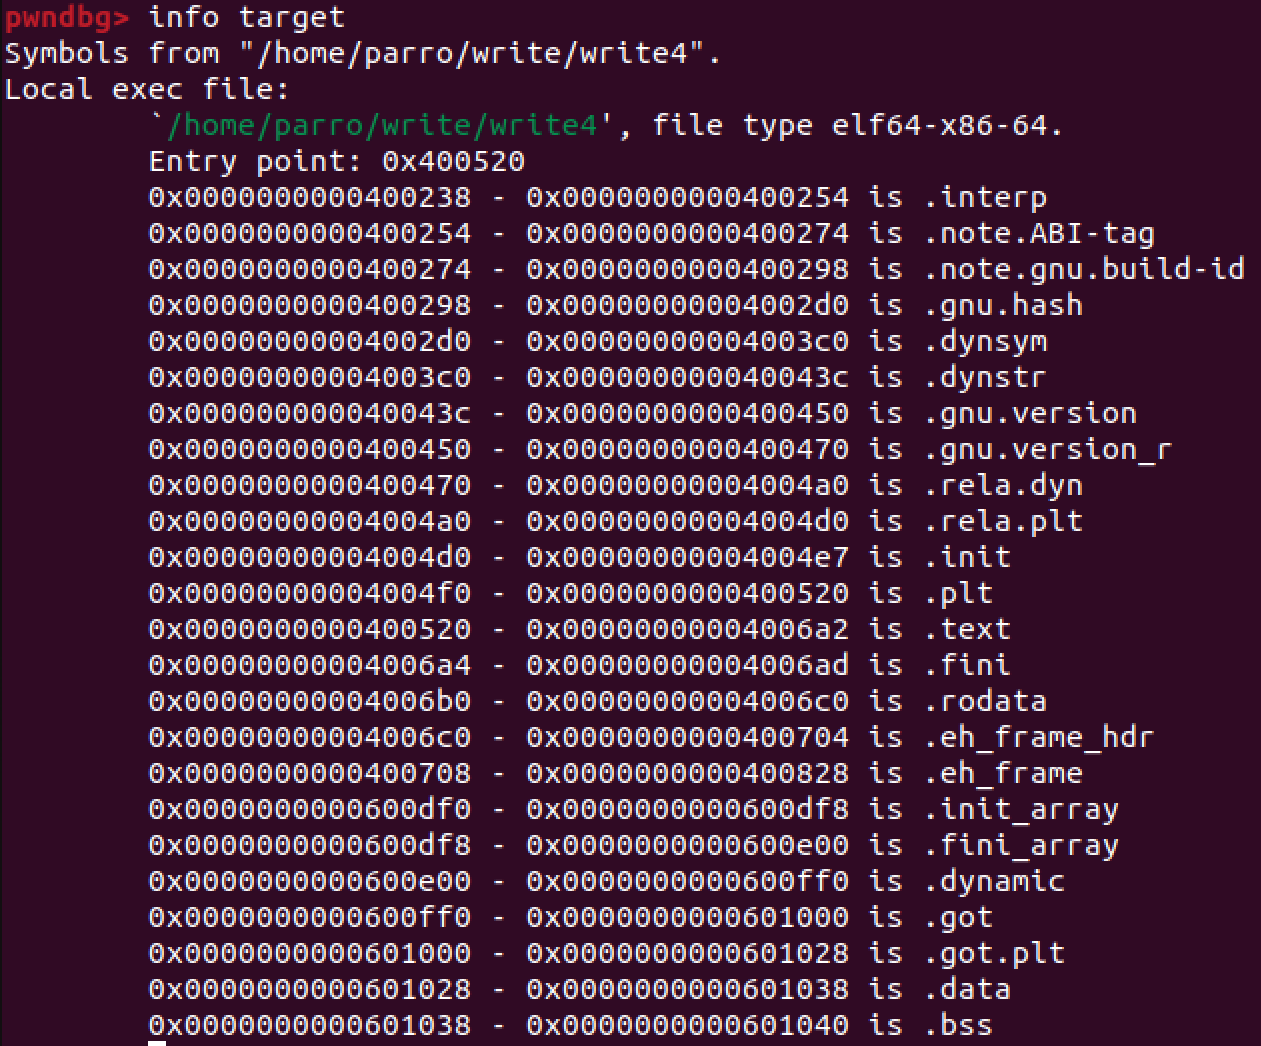 pwndbg> info target
Symbols from "/home/parro/write/write4".
Local exec file:
`/home/parro/write/write4', file type elf64-x86-64.
Entry point: 0x400520
0x0000000000400238 - 0x0000000000400254 is .interp
0x0000000000400254 - 0x0000000000400274 is .note.ABI-tag
0x0000000000400274 - 0x0000000000400298 is .note.gnu.build-id
0x0000000000400298 - 0x00000000004002d0 is .gnu.hash
0x00000000004002d0 - 0x00000000004003c0 is .dynsym
0x00000000004003c0 - 0x000000000040043c is .dynstr
0x000000000040043c - 0x0000000000400450 is .gnu.version
0x0000000000400450 - 0x0000000000400470 is .gnu.version_r
0x0000000000400470 - 0x00000000004004a0 is .rela.dyn
0x00000000004004a0 - 0x00000000004004d0 is .rela.plt
0x00000000004004d0 - 0x00000000004004e7 is .init
0x00000000004004f0 - 0x0000000000400520 is .plt
0x0000000000400520 - 0x00000000004006a2 is .text
0x00000000004006a4 - 0x00000000004006ad is .fini
0x00000000004006b0 - 0x00000000004006c0 is .rodata
0x00000000004006c0 - 0x0000000000400704 is .eh_frame_hdr
0x0000000000400708 - 0x0000000000400828 is .eh_frame
0x0000000000600df0 - 0x0000000000600df8 is .init_array
0x0000000000600df8 - 0x0000000000600e00 is .fini_array
0x0000000000600e00 - 0x0000000000600ff0 is .dynamic
0x0000000000600ff0 - 0x0000000000601000 is .got
0x0000000000601000 - 0x0000000000601028 is .got.plt
0x0000000000601028 - 0x0000000000601038 is .data
0x0000000000601038 - 0x0000000000601040 is .bss